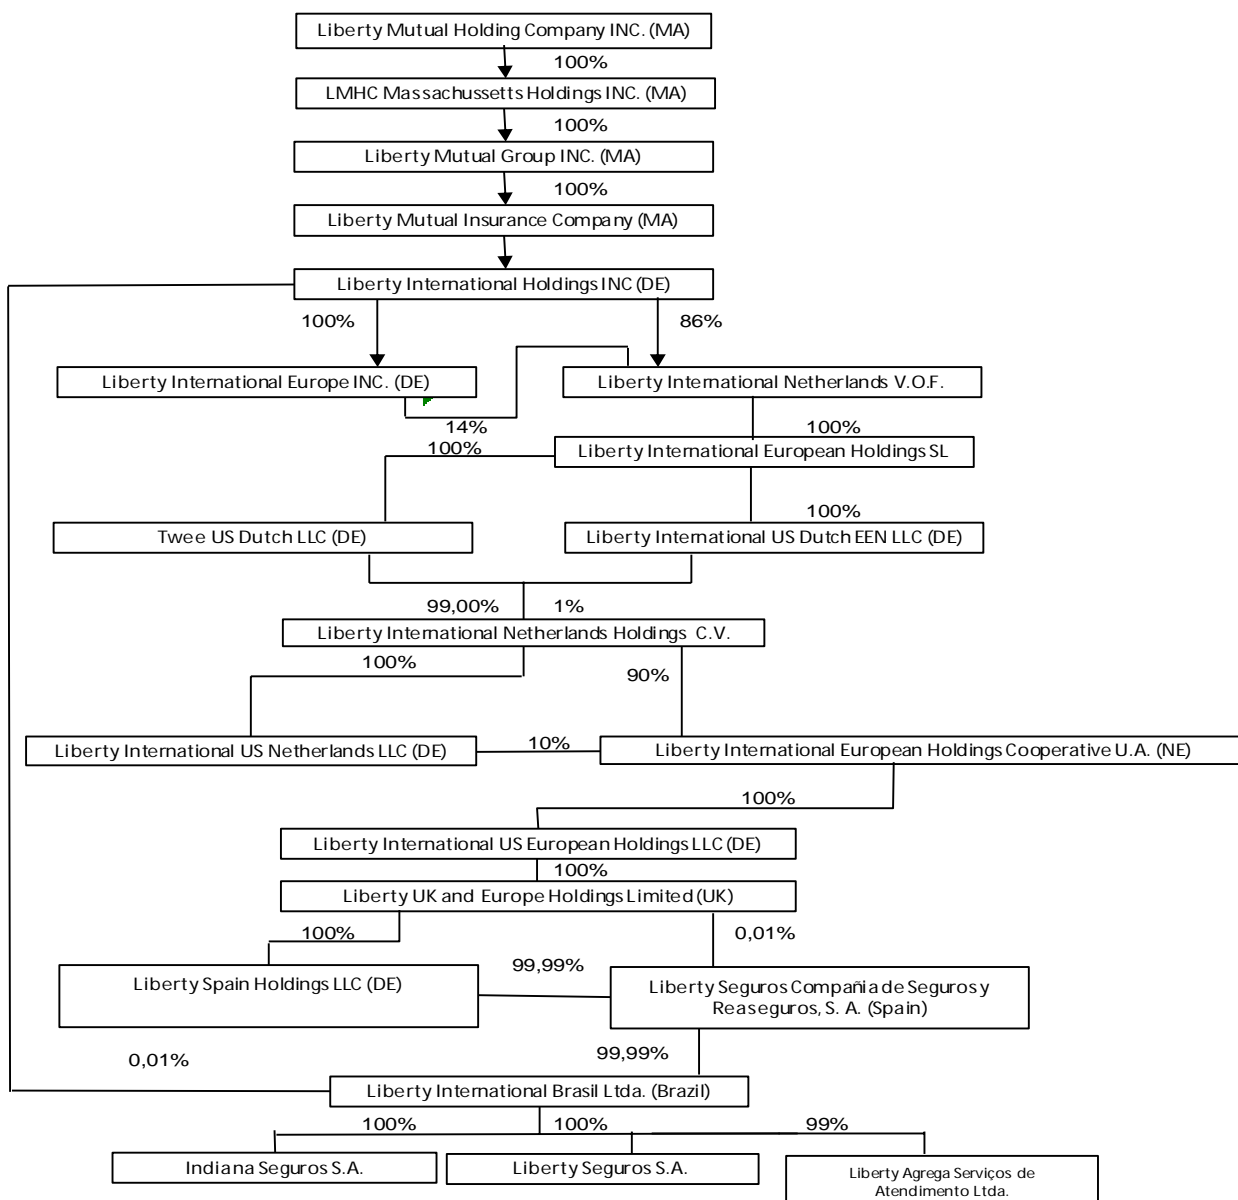 Liberty Mutual Holding Company INC. (MA)
100%
LMHC Massachussetts Holdings INC. (MA)
100%
Liberty Mutual Group INC. (MA)
100%
Liberty Mutual Insurance Company (MA)
Liberty International Holdings INC (DE)
100%
86%
Liberty International Europe INC. (DE)
Liberty International Netherlands V.O.F.
14%
100%
100%
Liberty International European Holdings SL
100%
Twee US Dutch LLC (DE)
Liberty International US Dutch EEN LLC (DE)
99,00%
1%
Liberty International Netherlands Holdings C.V.
100%
90%
Liberty International US Netherlands LLC (DE)
10%
Liberty International European Holdings Cooperative U.A. (NE)
100%
Liberty International US European Holdings LLC (DE)
100%
Liberty UK and Europe Holdings Limited (UK)
100%
0,01%
Liberty Spain Holdings LLC (DE)
99,99%
Liberty Seguros Compañia de Seguros y
Reaseguros, S. A. (Spain)
0,01%
99,99%
Liberty International Brasil Ltda. (Brazil)
100%
100%
99%
Indiana Seguros S.A.
Liberty Seguros S.A.
Liberty Agrega Serviços de
Atendimento Ltda.